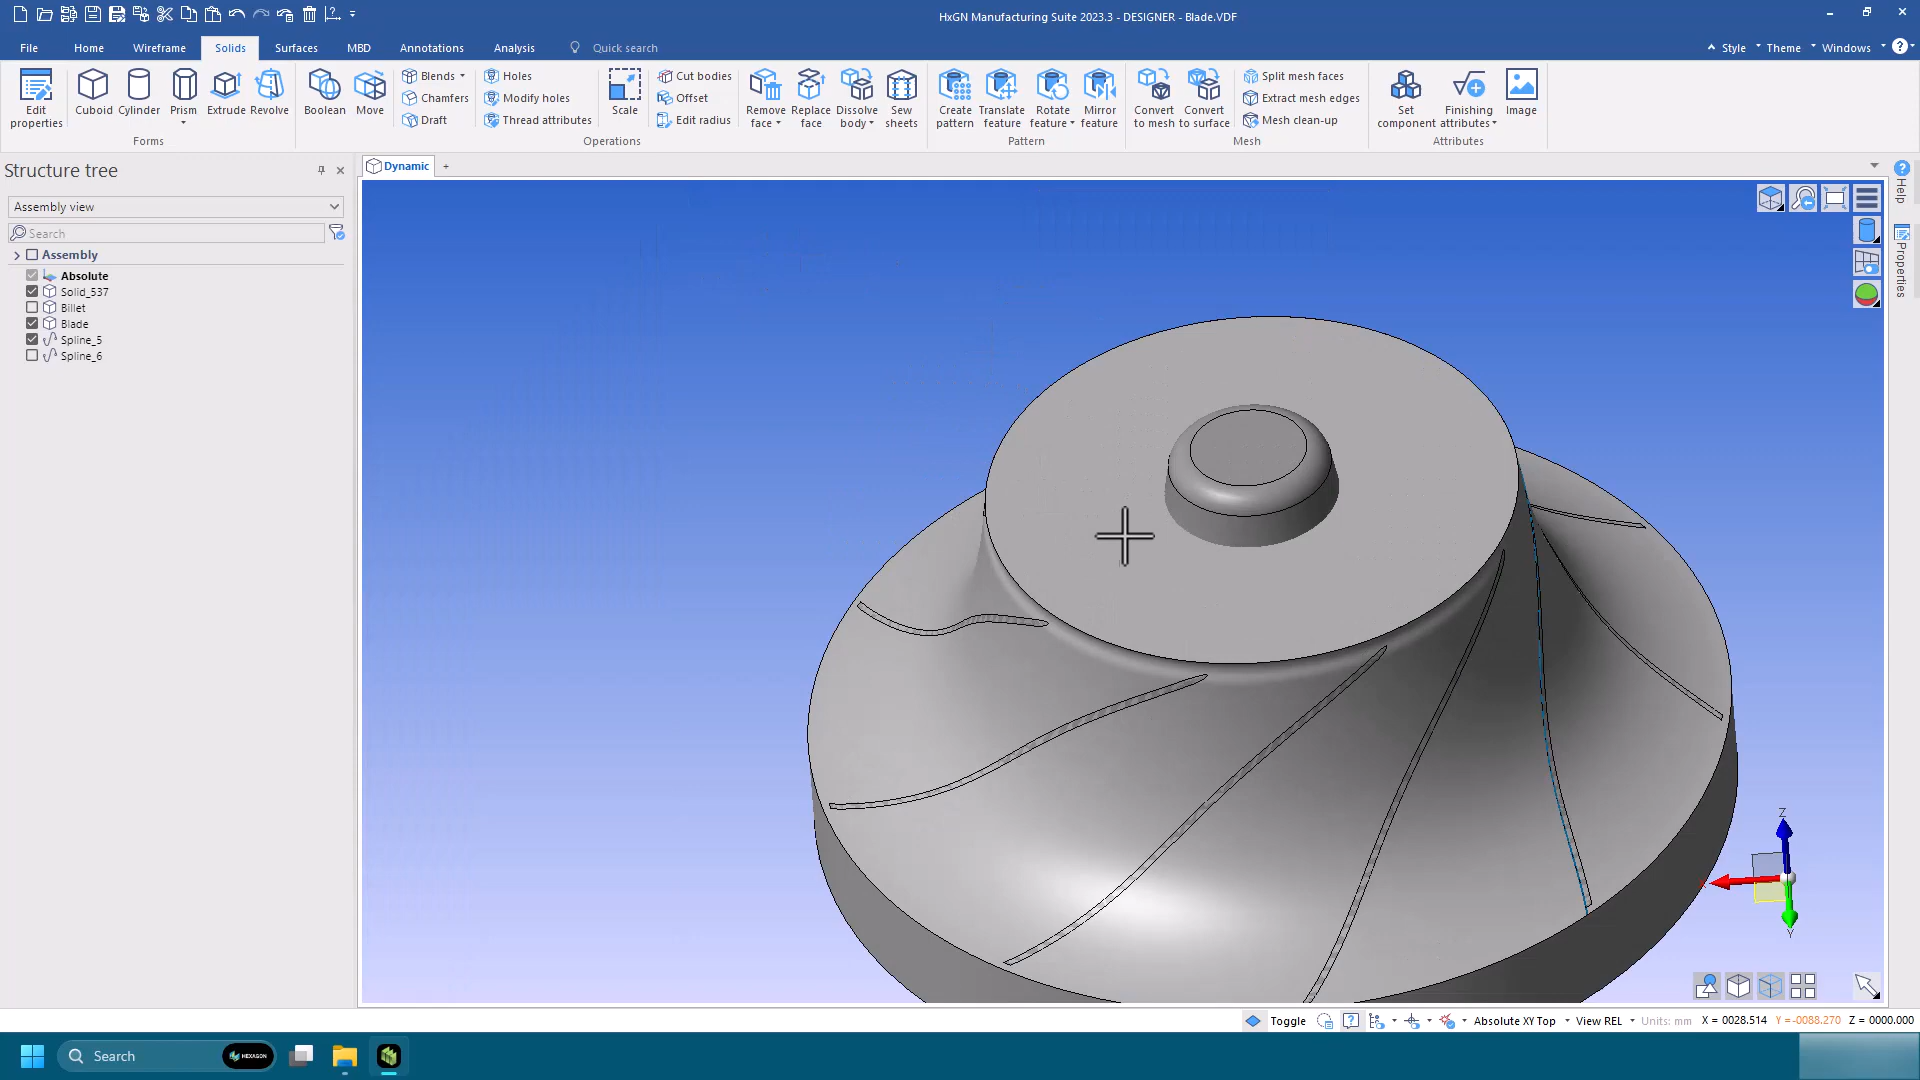 HxGN Manufacturing Suite 2023.3 - DESIGNER - Blade.VDF
File Home Wireframe Solids Surfaces MBD Annotations Analysis Quick search Style Theme Windows ?
Edit properties
Cuboid
Cylinder
Prism
Extrude
Revolve
Forms
Boolean
Move
Blends
Chamfers
Draft
Holes
Modify holes
Thread attributes
Scale
Cut bodies
Offset
Edit radius
Remove face
Replace face
Dissolve body
Sew sheets
Operations
Create pattern
Translate feature
Rotate feature
Mirror feature
Pattern
Convert to mesh
Convert to surface
Split mesh faces
Extract mesh edges
Mesh clean-up
Mesh
Set component
Finishing attributes
Image
Attributes
Structure tree
Assembly view
Search
Assembly
Absolute
Solid_537
Billet
Blade
Spline_5
Spline_6
Dynamic +
Help
Properties
Z
X
Y
Toggle Absolute XY Top View REL Units: mm X = 0028.514 Y =-0088.270 Z = 0000.000
Search HEXAGON